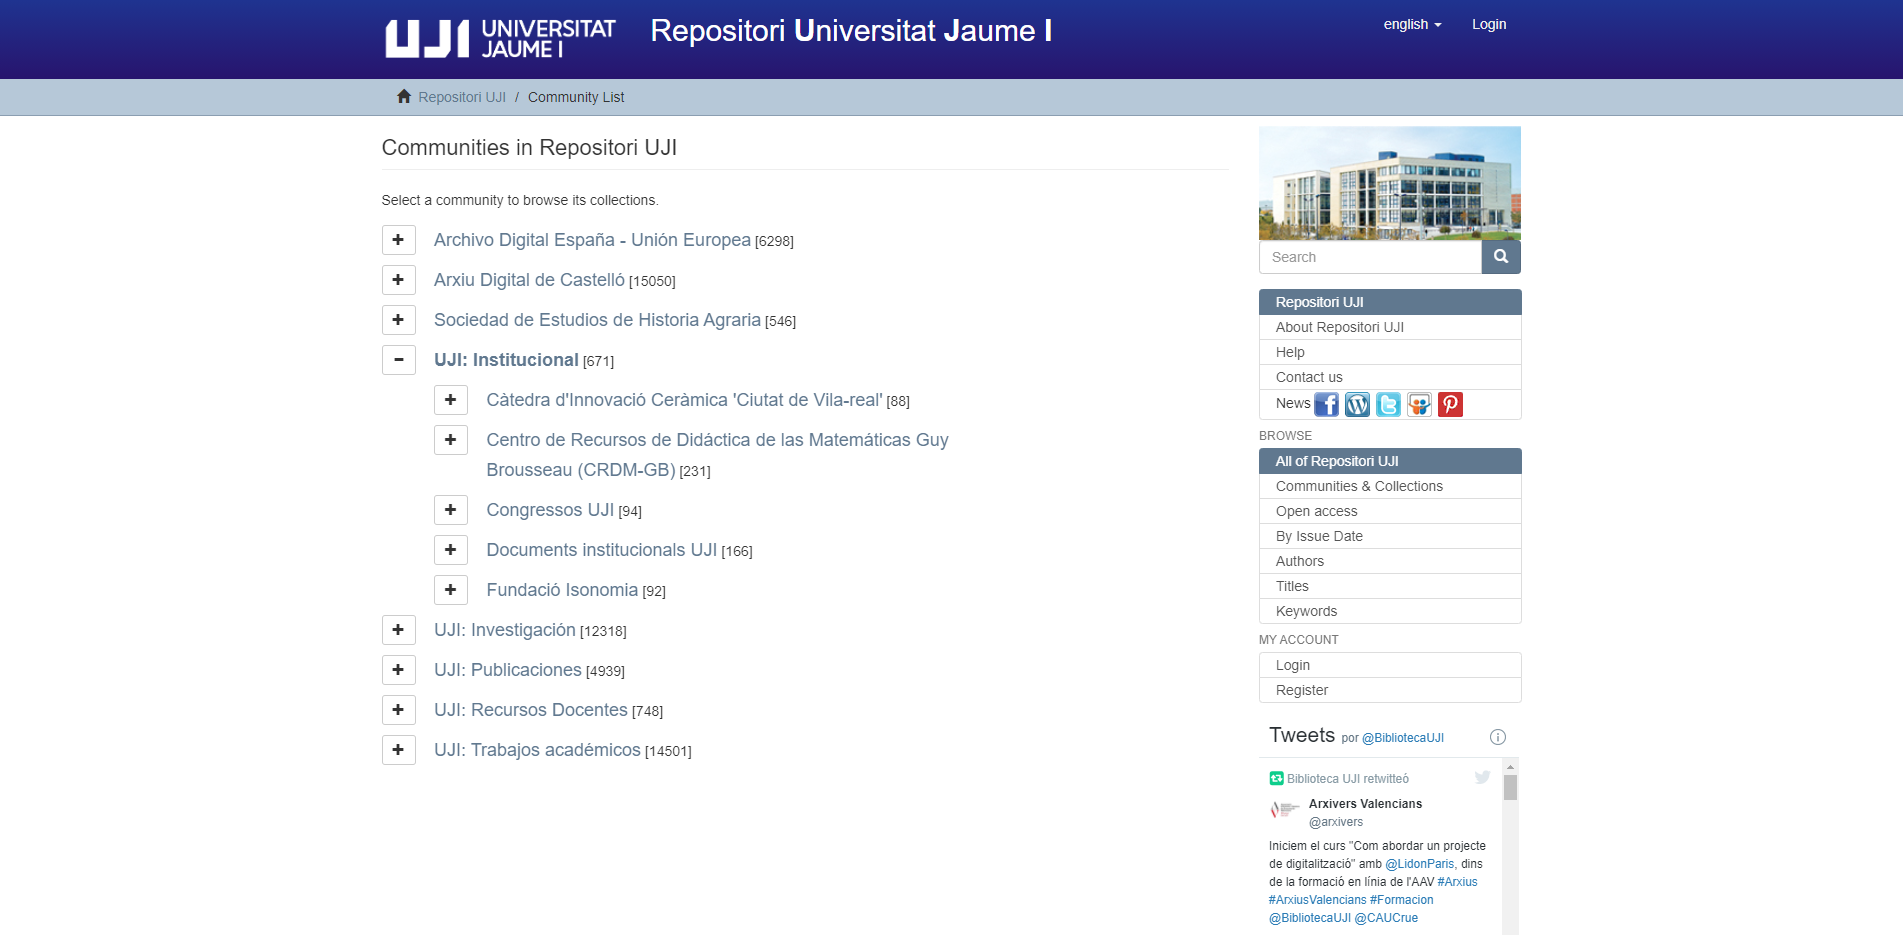 UJI UNIVERSITAT JAUME I
Repositori Universitat Jaume I
english
Login
Repositori UJI / Community List
Communities in Repositori UJI
Select a community to browse its collections.
Archivo Digital España - Unión Europea [6298]
Arxiu Digital de Castelló [15050]
Sociedad de Estudios de Historia Agraria [546]
UJI: Institucional [671]
Càtedra d'Innovació Ceràmica 'Ciutat de Vila-real' [88]
Centro de Recursos de Didáctica de las Matemáticas Guy
Brousseau (CRDM-GB) [231]
Congressos UJI [94]
Documents institucionals UJI [166]
Fundació Isonomia [92]
UJI: Investigación [12318]
UJI: Publicaciones [4939]
UJI: Recursos Docentes [748]
UJI: Trabajos académicos [14501]
Search
Repositori UJI
About Repositori UJI
Help
Contact us
News
BROWSE
All of Repositori UJI
Communities & Collections
Open access
By Issue Date
Authors
Titles
Keywords
MY ACCOUNT
Login
Register
Tweets por @BibliotecaUJI
Biblioteca UJI retwitteó
Arxivers Valencians
@arxivers
Iniciem el curs "Com abordar un projecte
de digitalització" amb @LidonParis, dins
de la formació en línia de l'AAV #Arxius
#ArxiusValencians #Formacion
@BibliotecaUJI @CAUCrue